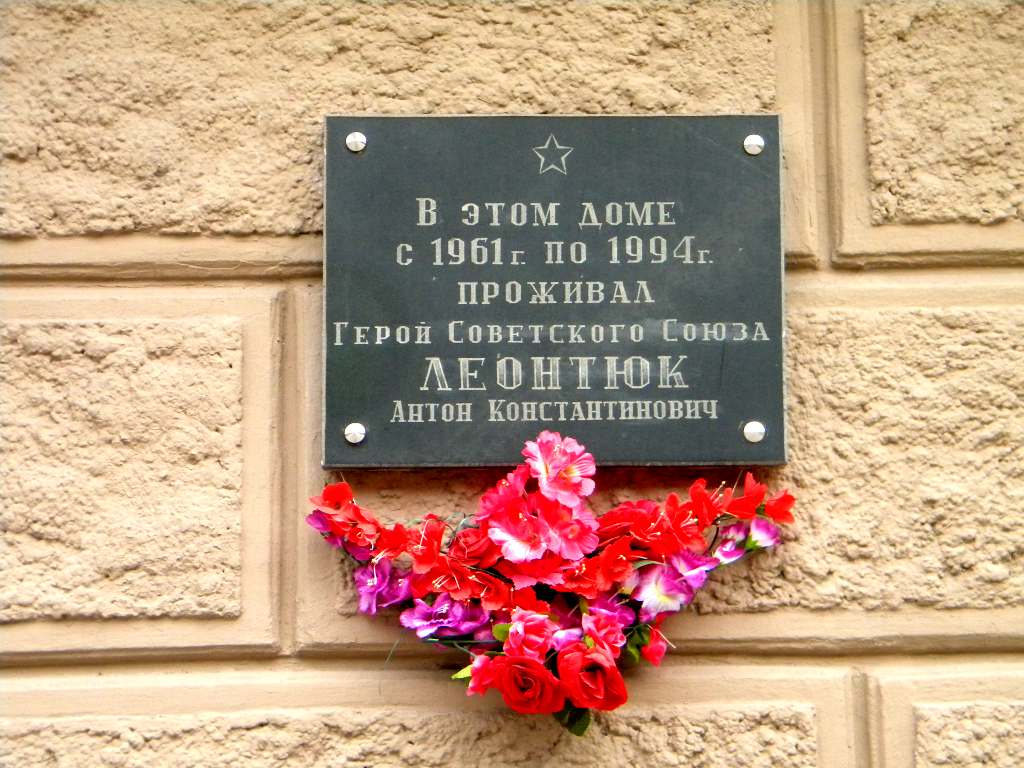 В ЭТОМ ДОМЕ
С 1961г. ПО 1994г.
ПРОЖИВАЛ
ГЕРОЙ СОВЕТСКОГО СОЮЗА
ЛЕОНТЮК
АНТОН КОНСТАНТИНОВИЧ